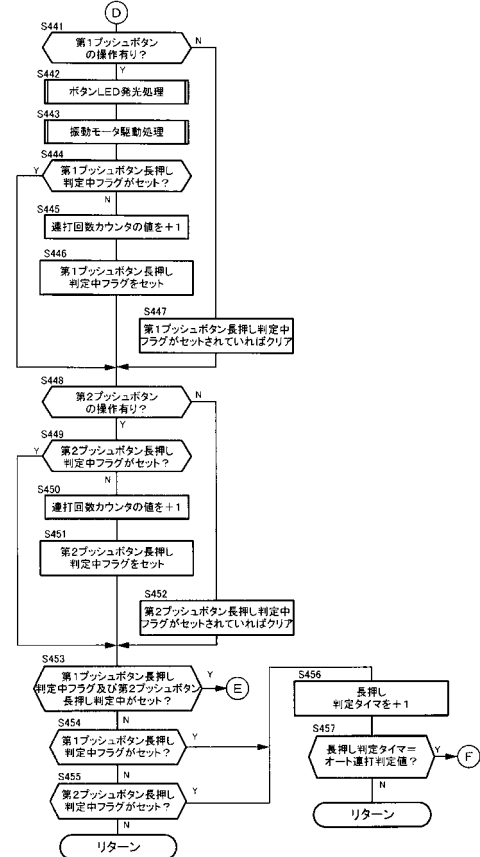 D
S441
第1プッシュボタン
の操作有り?
N
Y
S442
ボタンLED発光処理
S443
振動モータ駆動処理
S444
Y
第1プッシュボタン長押し
判定中フラグがセット?
N
S445
連打回数カウンタの値を+1
S446
第1プッシュボタン長押し
判定中フラグをセット
S447
第1プッシュボタン長押し判定中
フラグがセットされていればクリア
S448
第2プッシュボタン
の操作有り?
N
Y
S449
Y
第2プッシュボタン長押し
判定中フラグがセット?
N
S450
連打回数カウンタの値を+1
S451
第2プッシュボタン長押し
判定中フラグをセット
S452
第2プッシュボタン長押し判定中
フラグがセットされていればクリア
S453
第1プッシュボタン長押し
判定中フラグ及び第2プッシュボタン
長押し判定中がセット?
Y
E
N
S454
第1プッシュボタン長押し
判定中フラグがセット?
Y
N
S455
第2プッシュボタン長押し
判定中フラグがセット?
Y
N
リターン
S456
長押し
判定タイマを+1
S457
長押し判定タイマ=
オート連打判定値?
Y
F
N
リターン